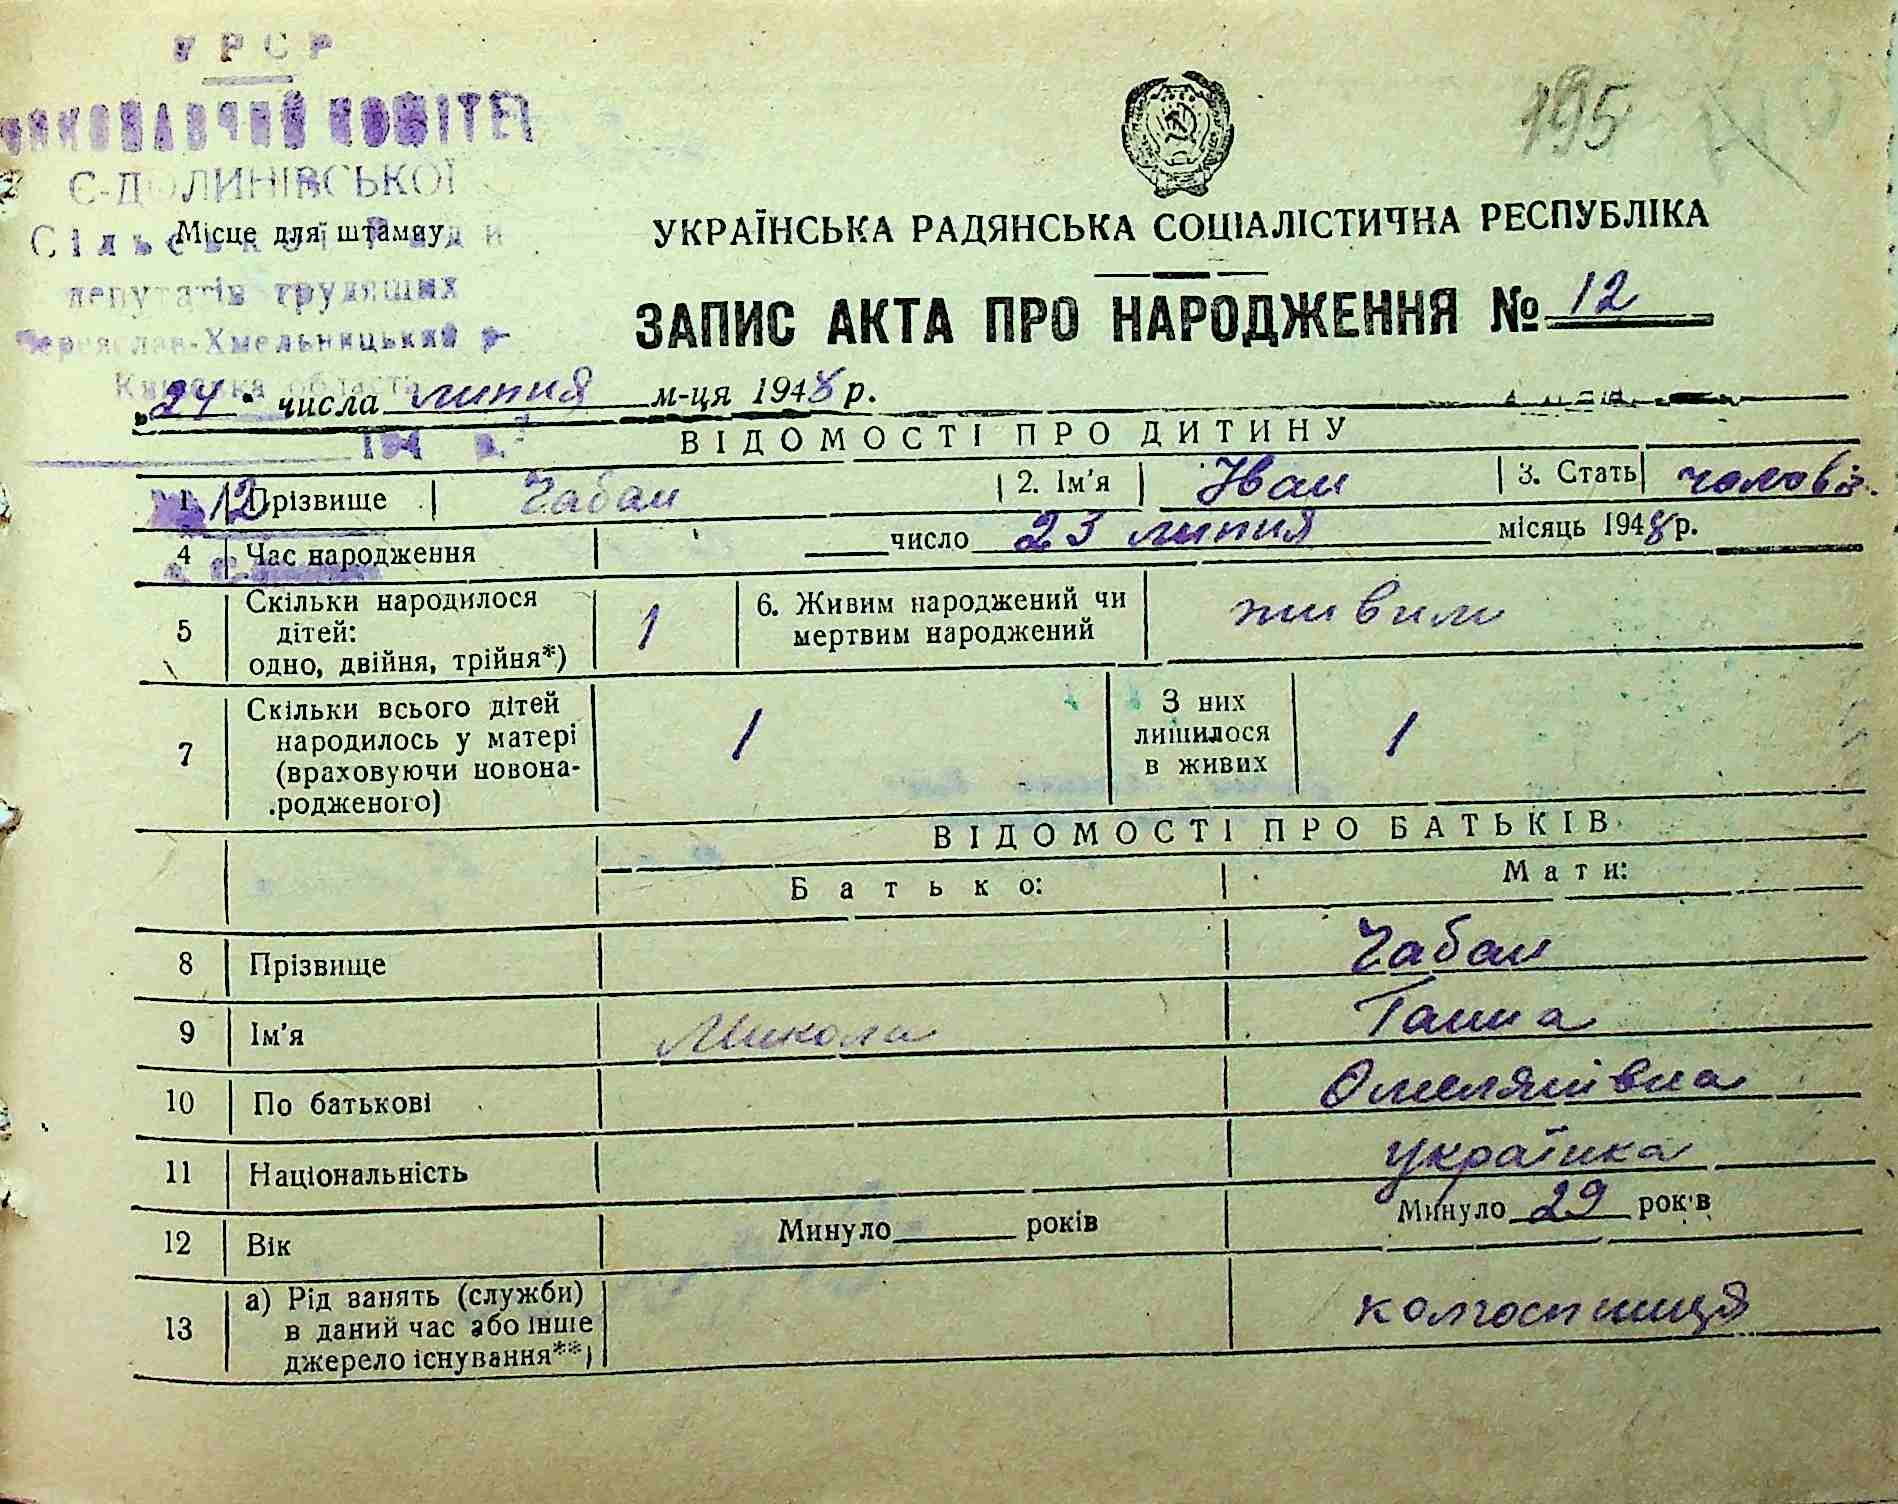 УРСР
ВИКОНАВЧИЙ КОМІТЕТ
Є-ДОЛИНІВСЬКОЇ
Сільської Ради
Місце для штампу
депутатів трудящих
Переяслав-Хмельницький р-
Київська область
195
УКРАЇНСЬКА РАДЯНСЬКА СОЦІАЛІСТИЧНА РЕСПУБЛІКА
ЗАПИС АКТА ПРО НАРОДЖЕННЯ № 12
„24" числа липня м-ця 1948 р.
194 р.
ВІДОМОСТІ ПРО ДИТИНУ
12
1 Прізвище Чабан 2. Ім'я Іван 3. Стать чолов
4 Час народження число 23 липня місяць 1948 р.
5 Скільки народилося дітей: одно, двійня, трійня*) 1 6. Живим народжений чи мертвим народжений живим
7 Скільки всього дітей народилось у матері (враховуючи новона-родженого) 1 З них лишилося в живих 1
ВІДОМОСТІ ПРО БАТЬКІВ
Батько: Мати:
8 Прізвище Чабан
9 Ім'я Микола Ганна
10 По батькові Омелянівна
11 Національність українка
12 Вік Минуло років Минуло 29 років
13 а) Рід занять (служби) в даний час або інше джерело існування**) колгоспниця